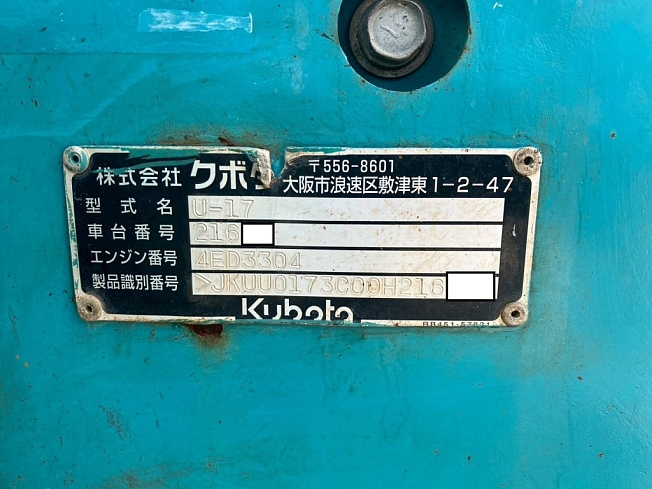 株式会社 クボタ 〒556-8601
大阪市浪速区敷津東1-2-47
型式名 U-17
車台番号 216
エンジン番号 4ED3304
製品識別番号 >JKUU0173C00H216
Kubota